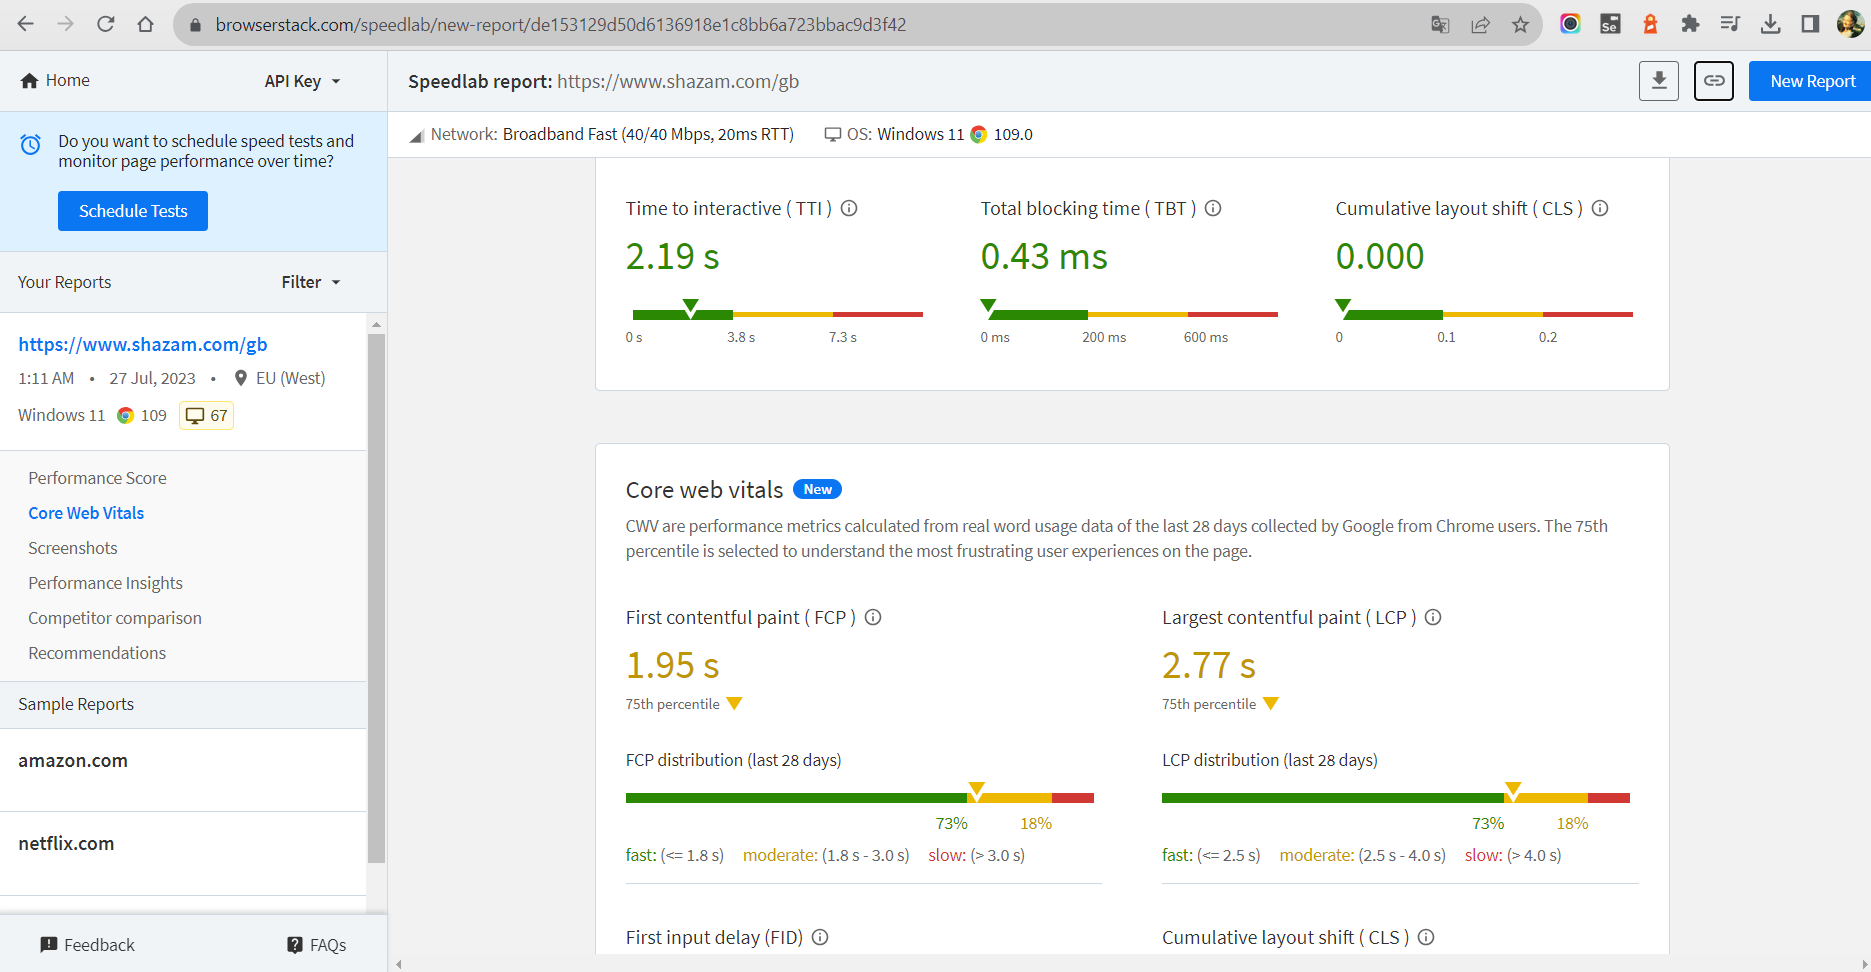 browserstack.com/speedlab/new-report/de153129d50d6136918e1c8bb6a723bbac9d3f42
Se
Home
API Key
Speedlab report: https://www.shazam.com/gb
New Report
Do you want to schedule speed tests and
monitor page performance over time?
Schedule Tests
Network: Broadband Fast (40/40 Mbps, 20ms RTT)
OS: Windows 11 109.0
Your Reports
Filter
https://www.shazam.com/gb
1:11 AM • 27 Jul, 2023 • EU (West)
Windows 11 109 67
Performance Score
Core Web Vitals
Screenshots
Performance Insights
Competitor comparison
Recommendations
Sample Reports
amazon.com
netflix.com
Feedback
FAQs
Time to interactive ( TTI )
2.19 s
0 s 3.8 s 7.3 s
Total blocking time ( TBT )
0.43 ms
0 ms 200 ms 600 ms
Cumulative layout shift ( CLS )
0.000
0 0.1 0.2
Core web vitals New
CWV are performance metrics calculated from real word usage data of the last 28 days collected by Google from Chrome users. The 75th
percentile is selected to understand the most frustrating user experiences on the page.
First contentful paint ( FCP )
1.95 s
75th percentile
FCP distribution (last 28 days)
73% 18%
fast: (<= 1.8 s) moderate: (1.8 s - 3.0 s) slow: (> 3.0 s)
Largest contentful paint ( LCP )
2.77 s
75th percentile
LCP distribution (last 28 days)
73% 18%
fast: (<= 2.5 s) moderate: (2.5 s - 4.0 s) slow: (> 4.0 s)
First input delay (FID)
Cumulative layout shift ( CLS )